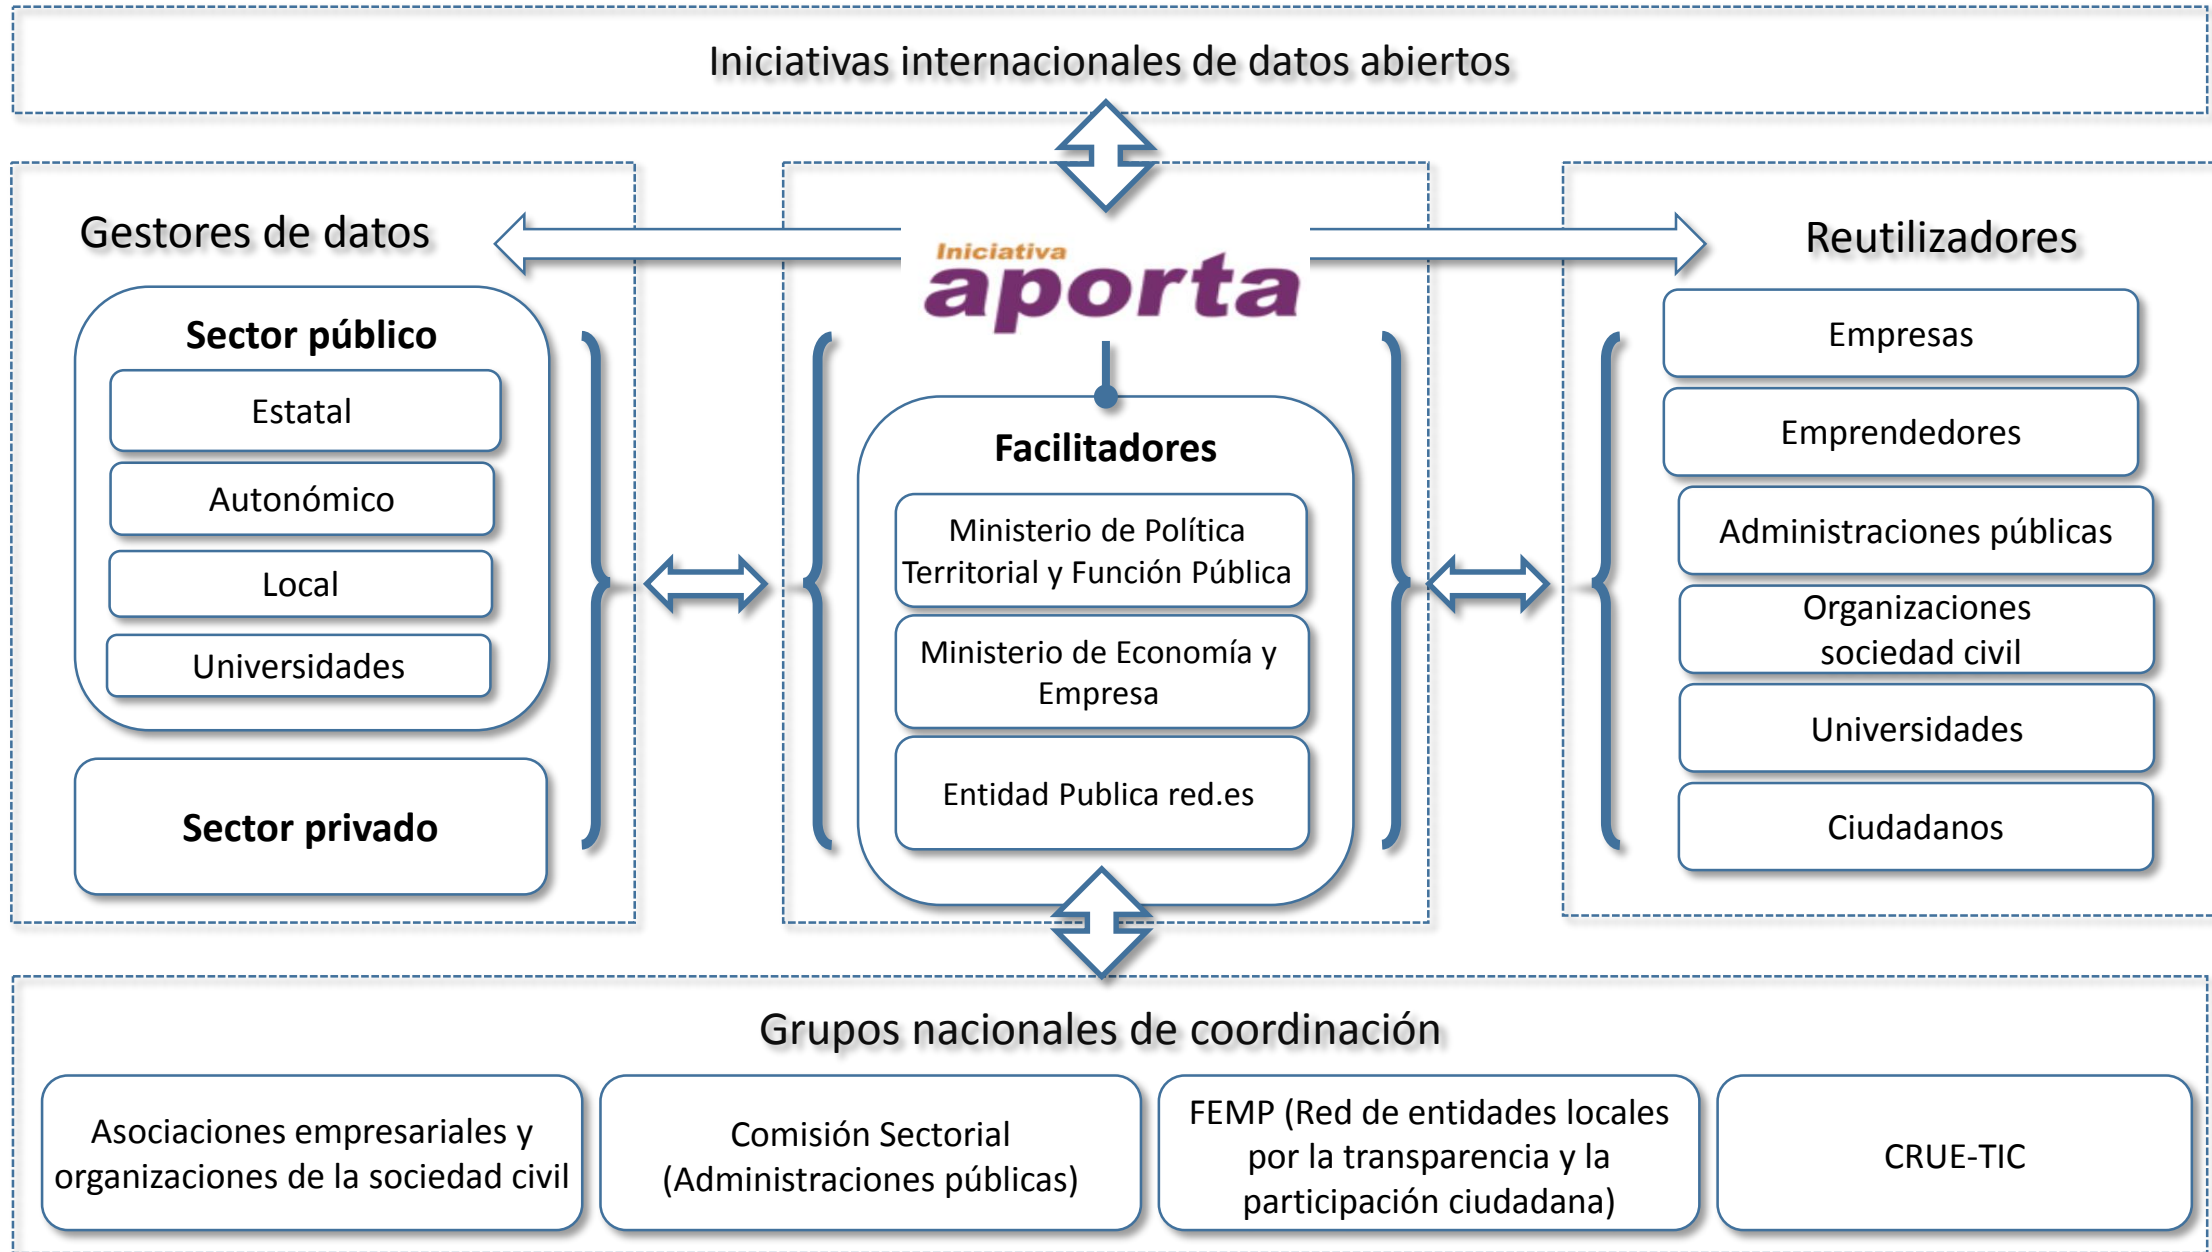 Iniciativas internacionales de datos abiertos
Gestores de datos
Sector público
Estatal
Autonómico
Local
Universidades
Sector privado
Iniciativa
aporta
Facilitadores
Ministerio de Política
Territorial y Función Pública
Ministerio de Economía y
Empresa
Entidad Publica red.es
Reutilizadores
Empresas
Emprendedores
Administraciones públicas
Organizaciones
sociedad civil
Universidades
Ciudadanos
Grupos nacionales de coordinación
Asociaciones empresariales y
organizaciones de la sociedad civil
Comisión Sectorial
(Administraciones públicas)
FEMP (Red de entidades locales
por la transparencia y la
participación ciudadana)
CRUE-TIC